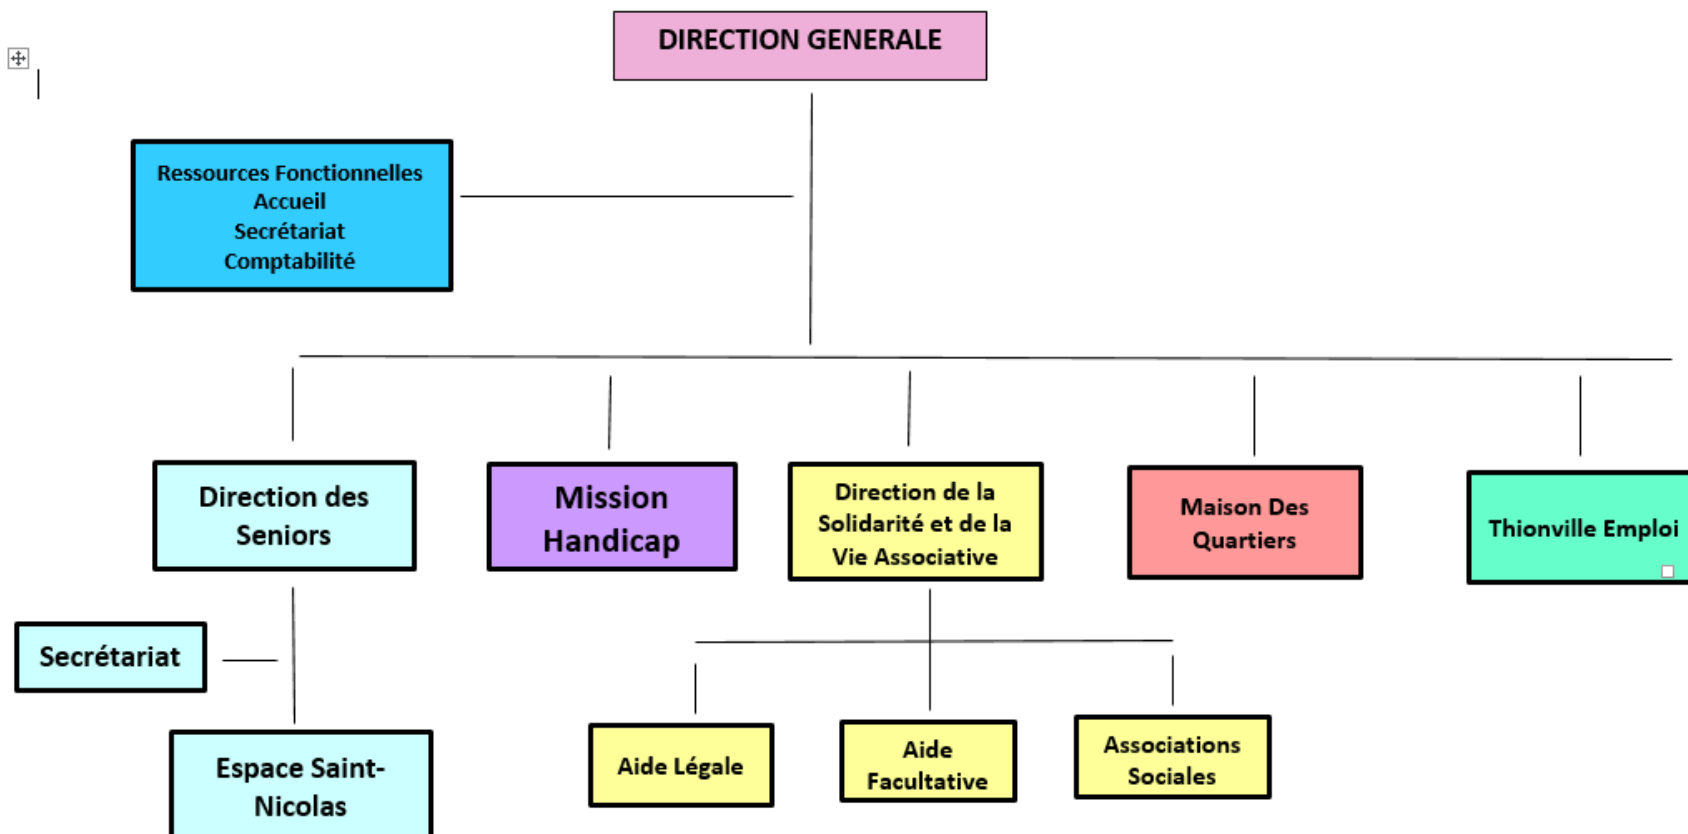 DIRECTION GENERALE
Ressources Fonctionnelles
Accueil
Secrétariat
Comptabilité
Direction des
Seniors
Mission
Handicap
Direction de la
Solidarité et de la
Vie Associative
Maison Des
Quartiers
Thionville Emploi
Secrétariat
Espace Saint-
Nicolas
Aide Légale
Aide
Facultative
Associations
Sociales